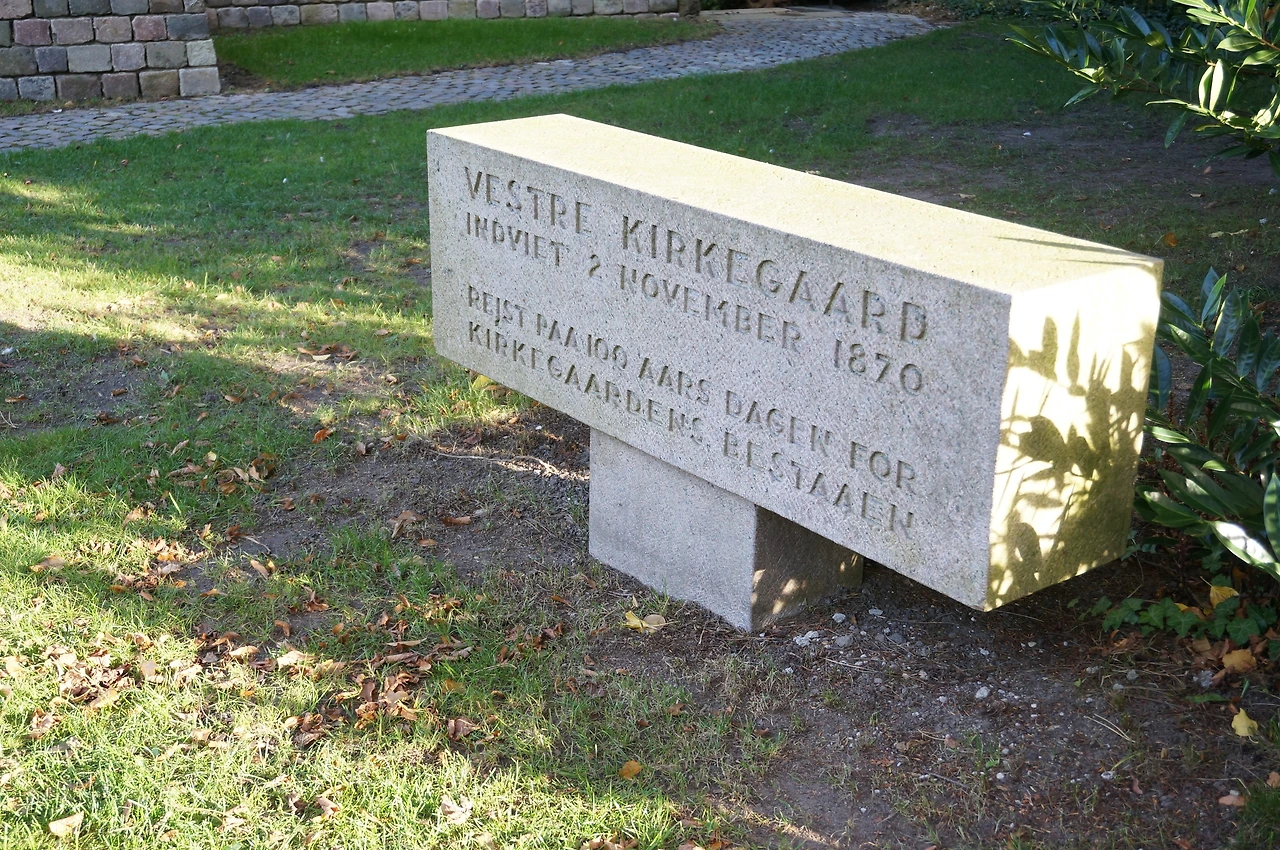 VESTRE KIRKEGAARD
INDVIET 2 NOVEMBER 1870
REJST PAA 100 AARS DAGEN FOR
KIRKEGAARDENS BESTAAEN